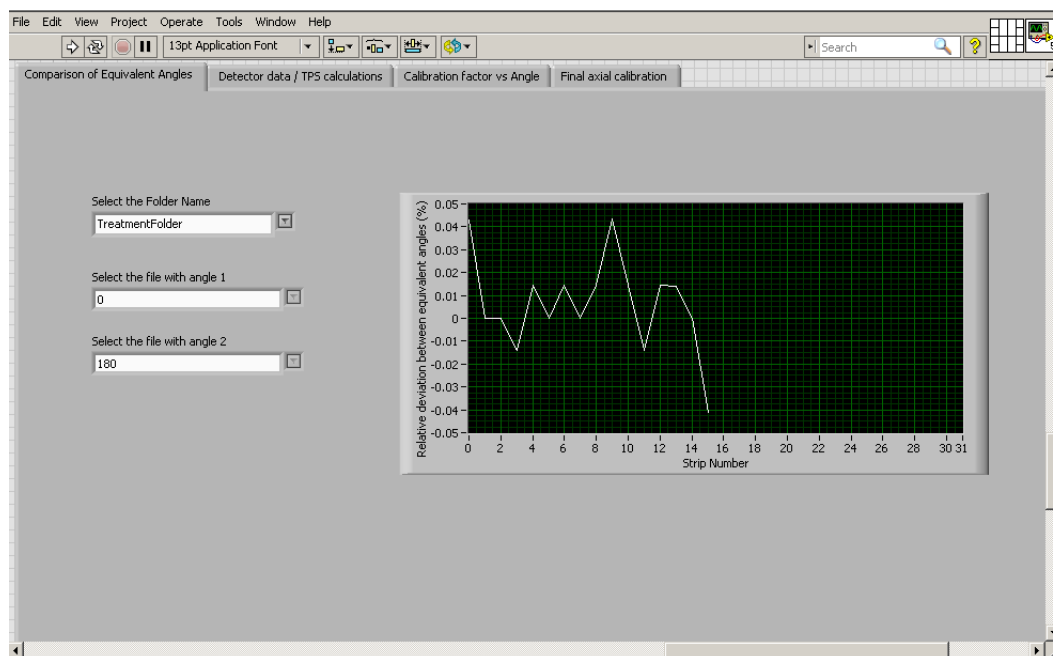 File Edit View Project Operate Tools Window Help
13pt Application Font
Search
Comparison of Equivalent Angles Detector data / TPS calculations Calibration factor vs Angle Final axial calibration
Select the Folder Name
TreatmentFolder
Select the file with angle 1
0
Select the file with angle 2
180
Relative deviation between equivalent angles (%)
0.05
0.04
0.03
0.02
0.01
0
-0.01
-0.02
-0.03
-0.04
-0.05
0 2 4 6 8 10 12 14 16 18 20 22 24 26 28 30 31
Strip Number